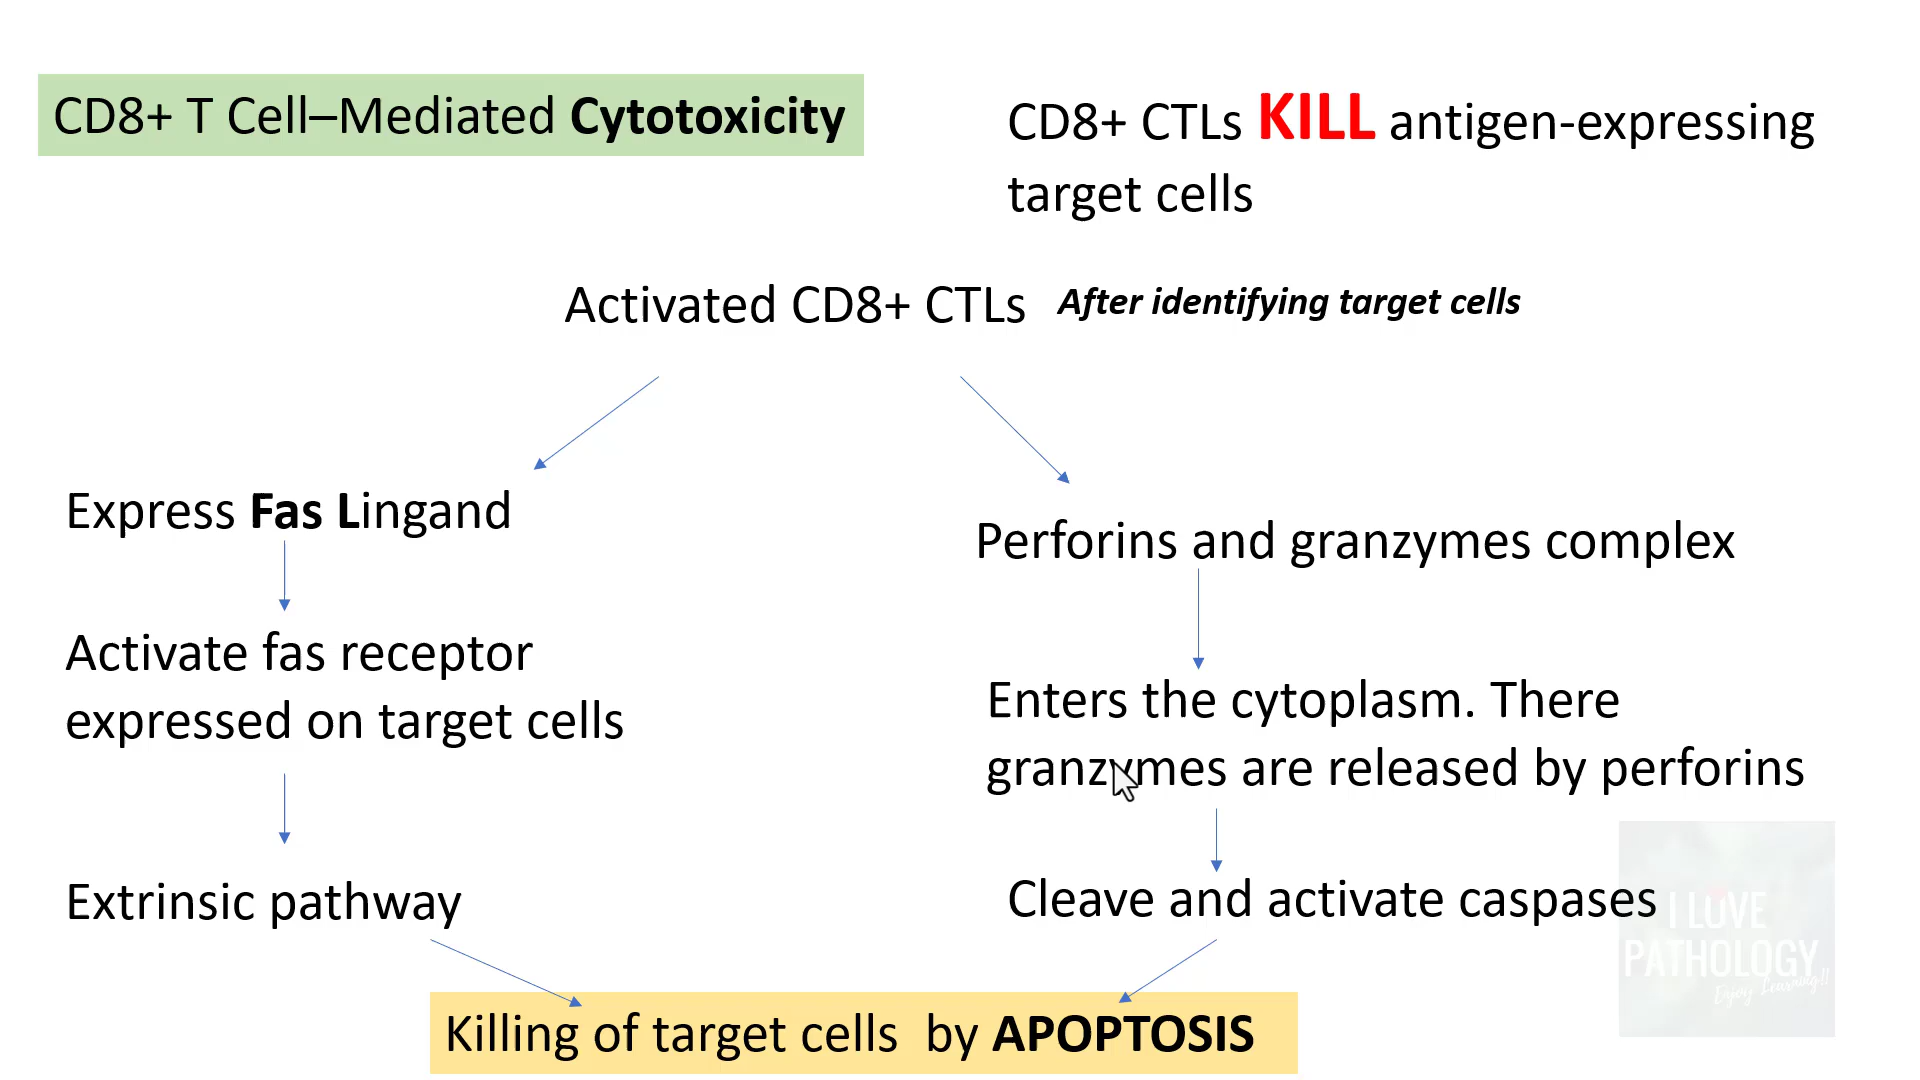 CD8+ T Cell–Mediated Cytotoxicity
CD8+ CTLs KILL antigen-expressing
target cells
Activated CD8+ CTLs After identifying target cells
Express Fas Lingand
Activate fas receptor
expressed on target cells
Extrinsic pathway
Perforins and granzymes complex
Enters the cytoplasm. There
granzymes are released by perforins
Cleave and activate caspases
Killing of target cells by APOPTOSIS
I LOVE
PATHOLOGY
Enjoy Learning!!